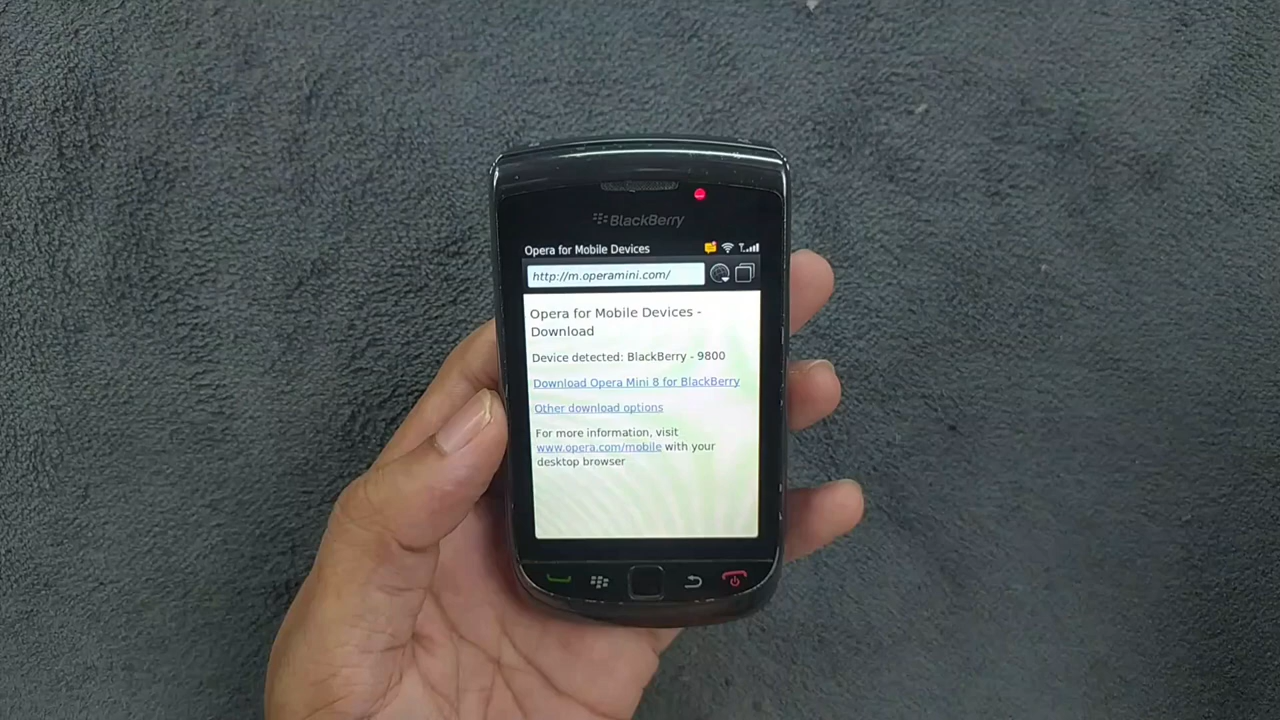 BlackBerry
Opera for Mobile Devices
http://m.operamini.com/
Opera for Mobile Devices -
Download
Device detected: BlackBerry - 9800
Download Opera Mini 8 for BlackBerry
Other download options
For more information, visit
www.opera.com/mobile with your
desktop browser